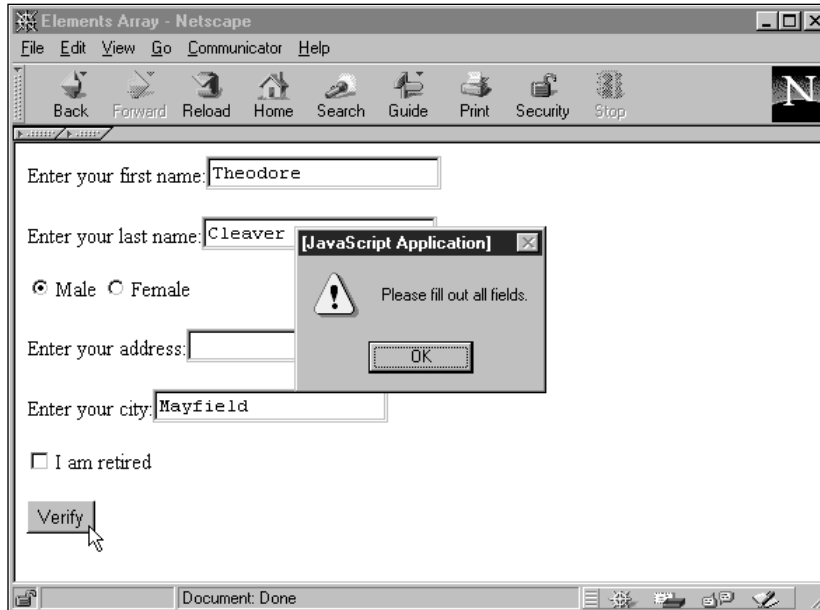 Elements Array - Netscape
File Edit View Go Communicator Help
Back Forward Reload Home Search Guide Print Security Stop
N
Enter your first name: Theodore
Enter your last name: Cleaver
[JavaScript Application]
Please fill out all fields.
OK
Male Female
Enter your address:
Enter your city: Mayfield
I am retired
Verify
Document: Done